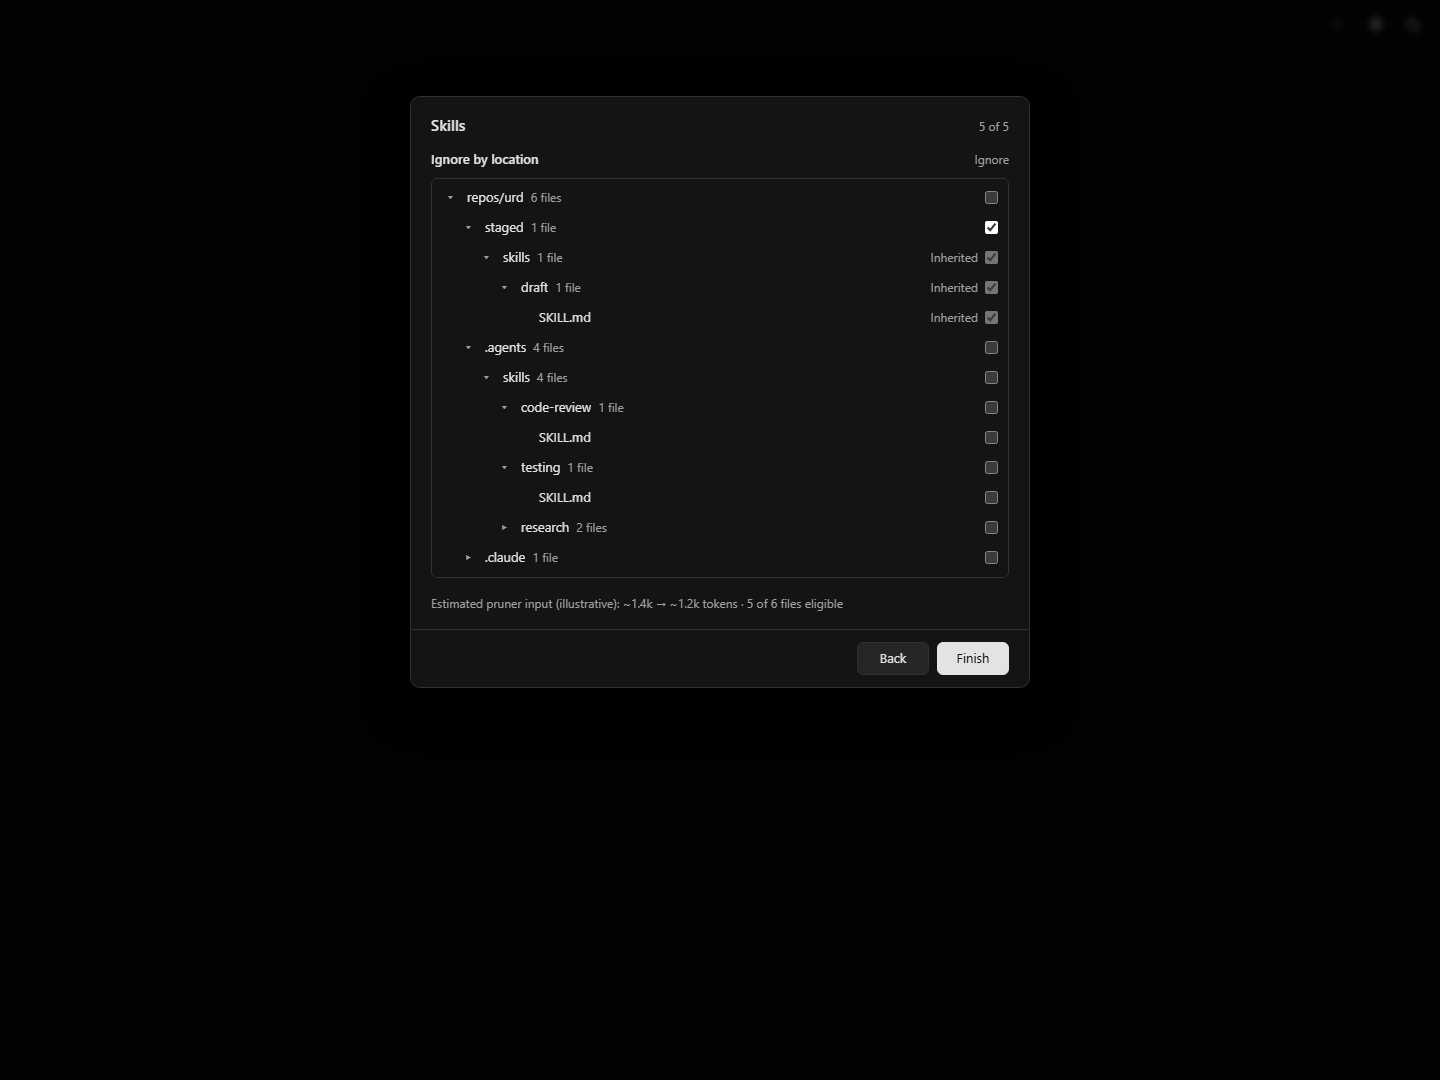 Skills 5 of 5
Ignore by location Ignore
repos/urd 6 files
staged 1 file
skills 1 file Inherited
draft 1 file Inherited
SKILL.md Inherited
.agents 4 files
skills 4 files
code-review 1 file
SKILL.md
testing 1 file
SKILL.md
research 2 files
.claude 1 file
Estimated pruner input (illustrative): ~1.4k → ~1.2k tokens · 5 of 6 files eligible
Back Finish